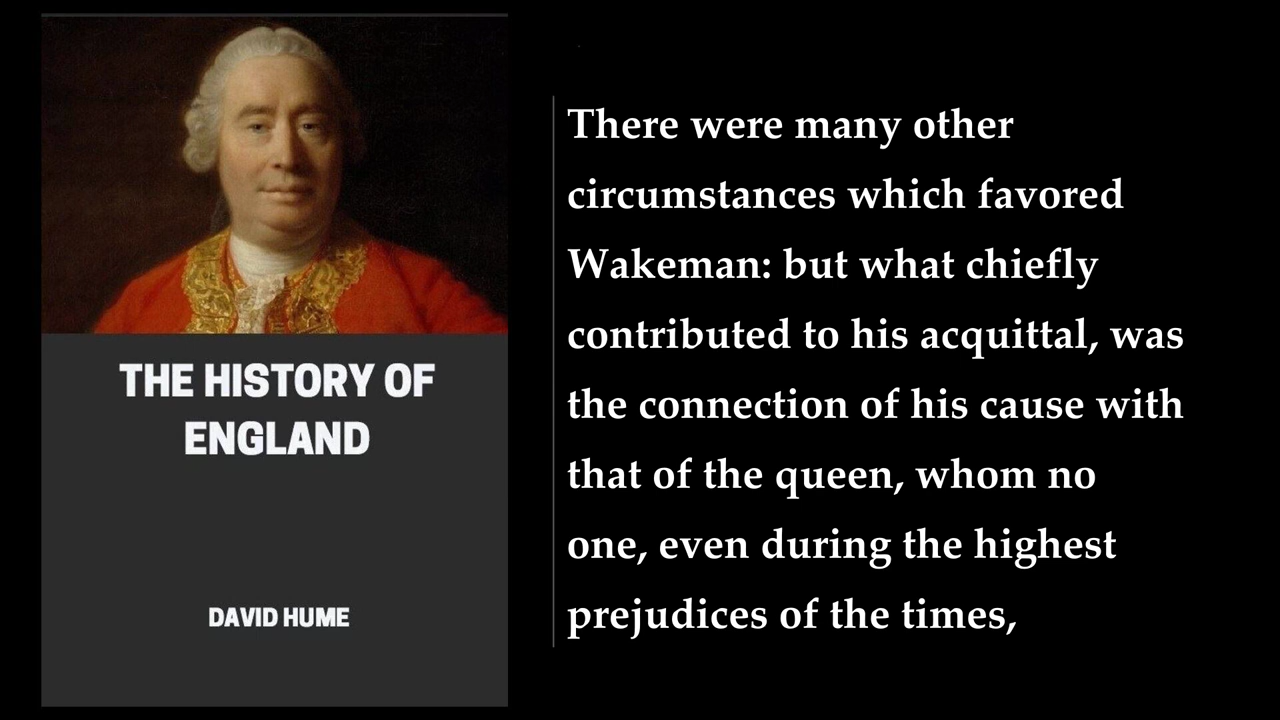 THE HISTORY OF
ENGLAND
DAVID HUME
There were many other
circumstances which favored
Wakeman: but what chiefly
contributed to his acquittal, was
the connection of his cause with
that of the queen, whom no
one, even during the highest
prejudices of the times,